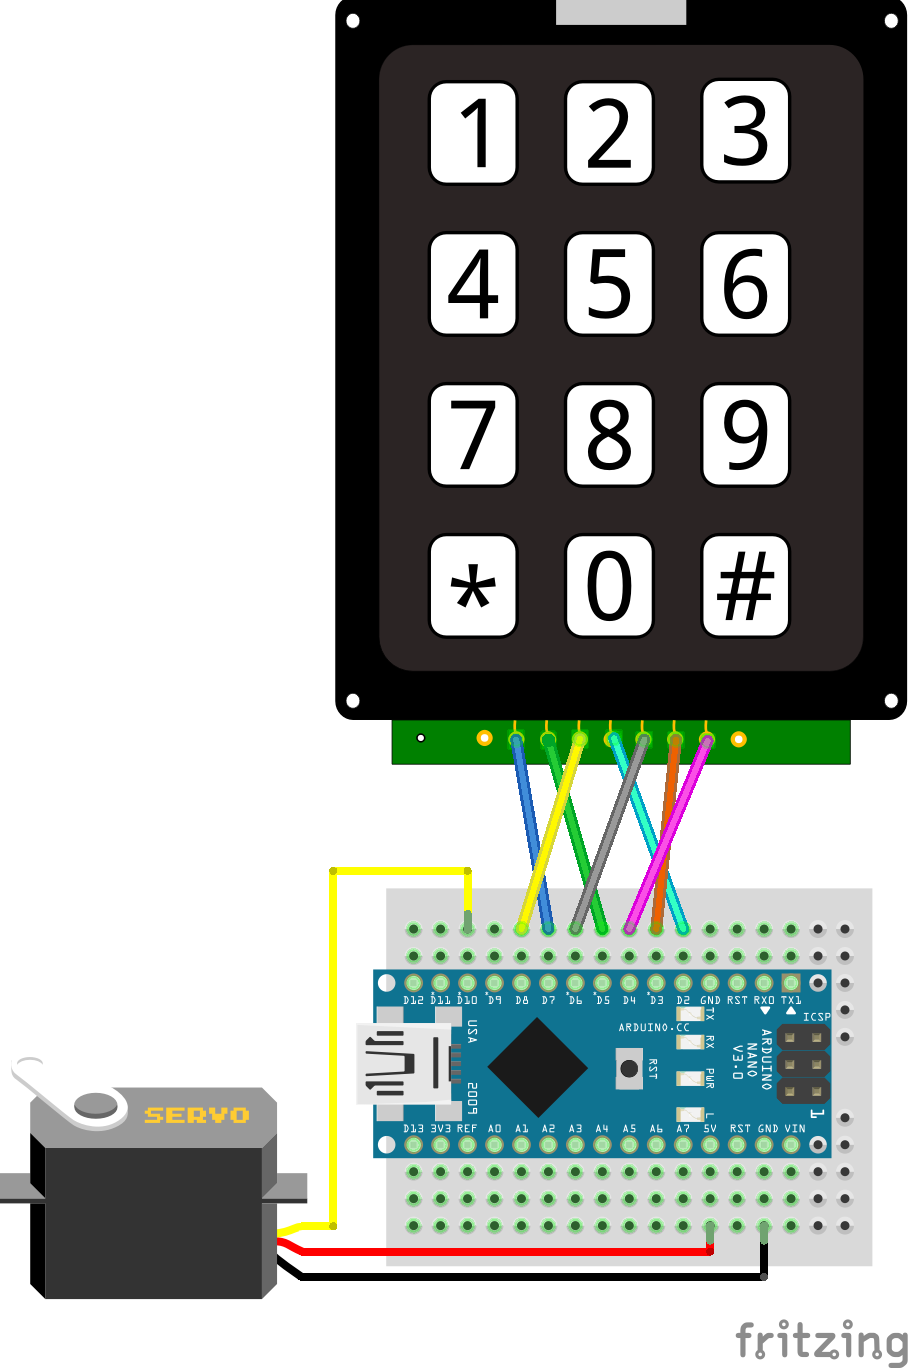 1 2 3
4 5 6
7 8 9
* 0 #
D12 D11 D10 D9 D8 D7 D6 D5 D4 D3 D2 GND RST RX0 TX1
USA
TX
ARDUINO.CC
RX
RST
PWR
L
ARDUINO
NANO
V3.0
ICSP
1
2009
D13 3V3 REF A0 A1 A2 A3 A4 A5 A6 A7 5V RST GND VIN
SERVO
fritzing